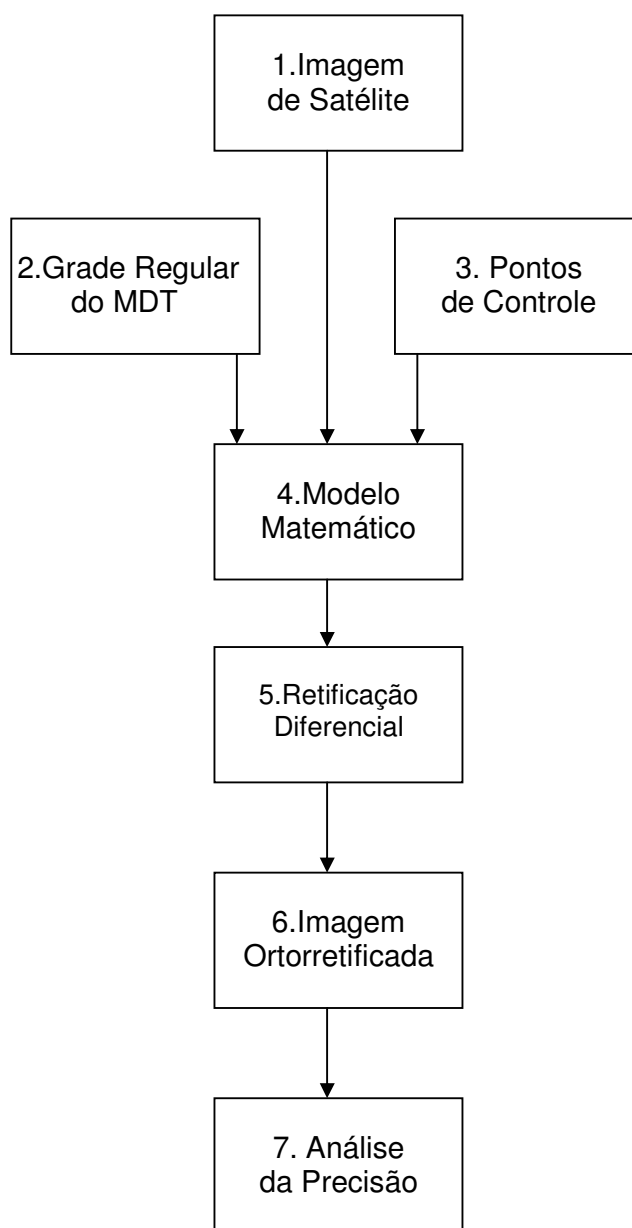 1.Imagem
de Satélite
2.Grade Regular
do MDT
3. Pontos
de Controle
4.Modelo
Matemático
5.Retificação
Diferencial
6.Imagem
Ortorretificada
7. Análise
da Precisão